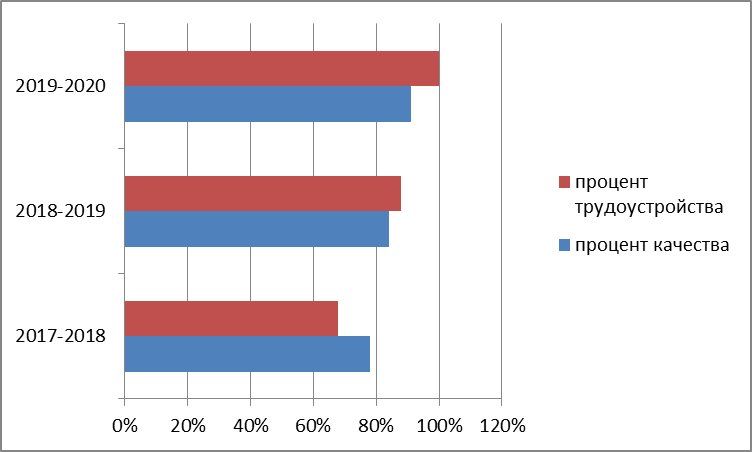 2019-2020
2018-2019
2017-2018
0% 20% 40% 60% 80% 100% 120%
процент
трудоустройства
процент качества